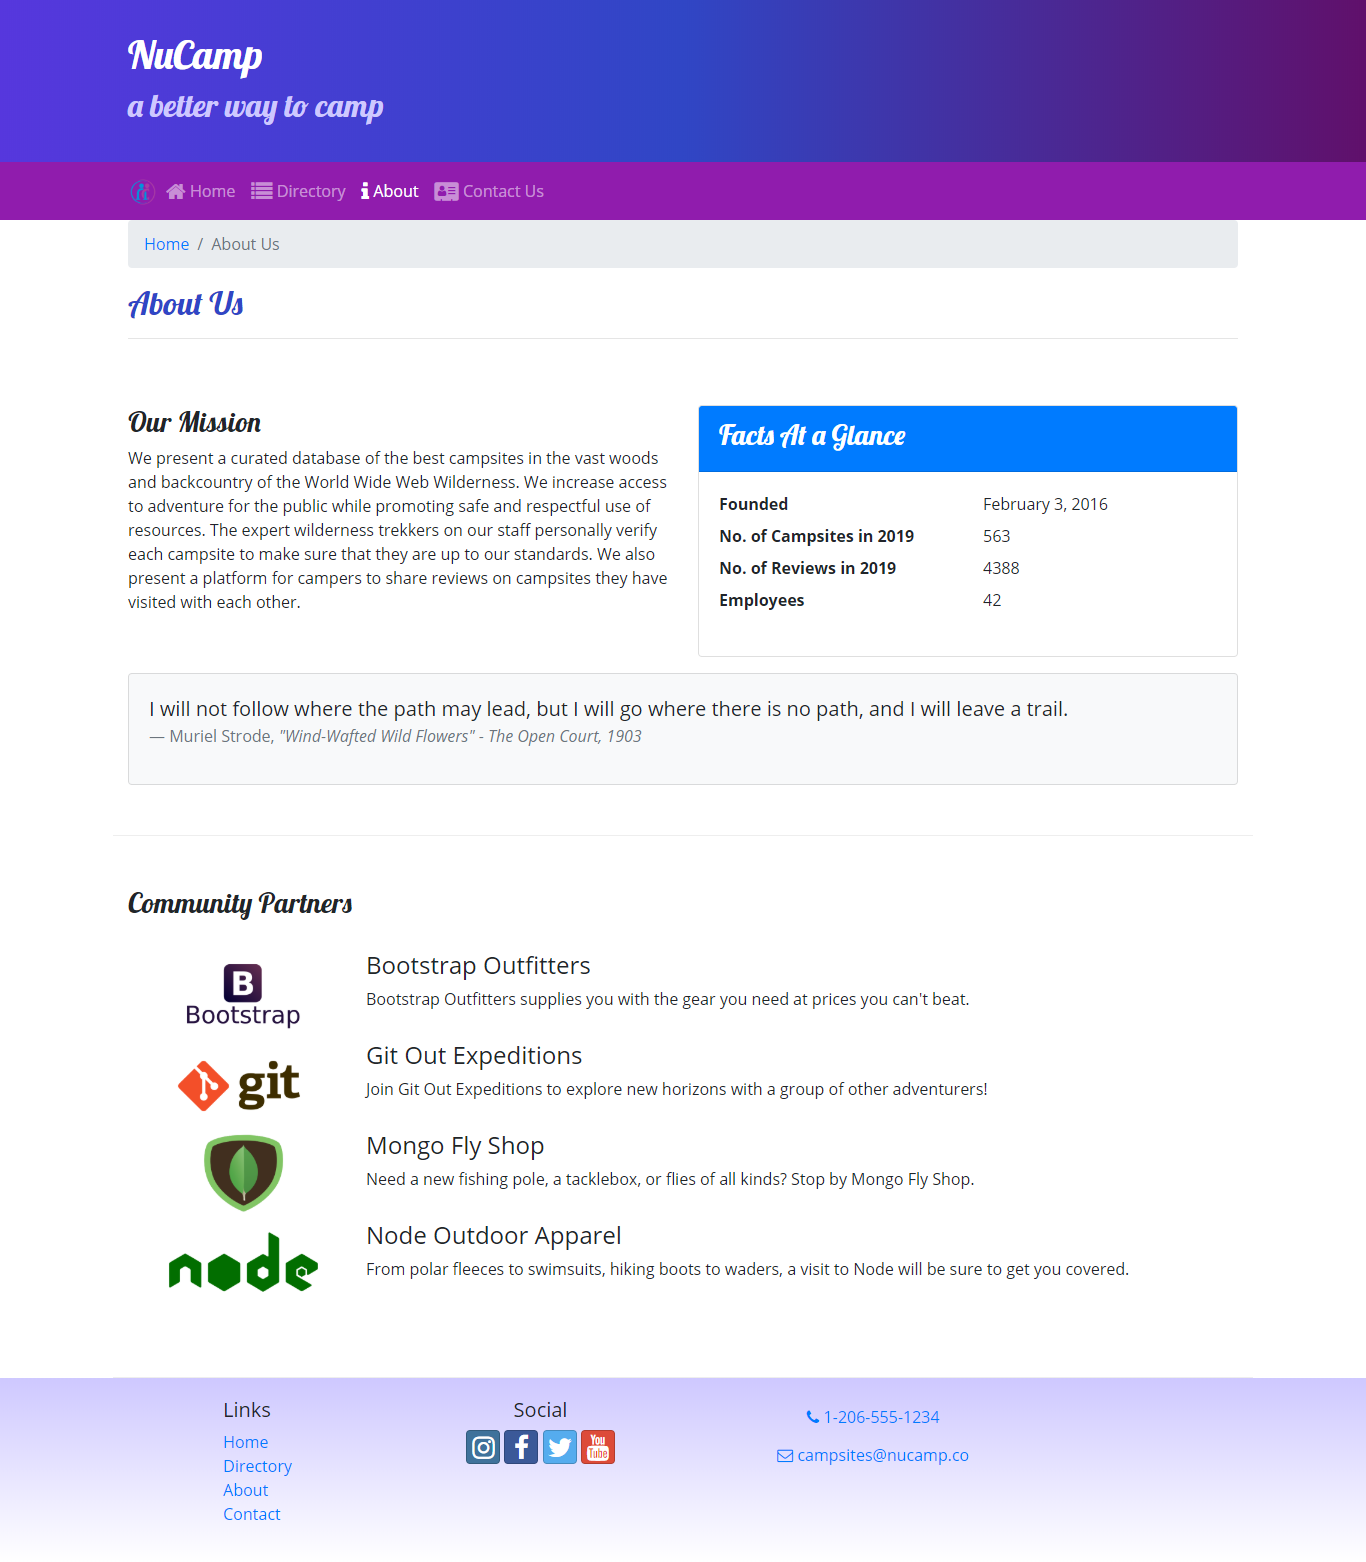 NuCamp
a better way to camp
Home Directory About Contact Us
Home / About Us
About Us
Our Mission
We present a curated database of the best campsites in the vast woods
and backcountry of the World Wide Web Wilderness. We increase access
to adventure for the public while promoting safe and respectful use of
resources. The expert wilderness trekkers on our staff personally verify
each campsite to make sure that they are up to our standards. We also
present a platform for campers to share reviews on campsites they have
visited with each other.
Facts At a Glance
Founded February 3, 2016
No. of Campsites in 2019 563
No. of Reviews in 2019 4388
Employees 42
I will not follow where the path may lead, but I will go where there is no path, and I will leave a trail.
— Muriel Strode, "Wind-Wafted Wild Flowers" - The Open Court, 1903
Community Partners
B
Bootstrap
Bootstrap Outfitters
Bootstrap Outfitters supplies you with the gear you need at prices you can't beat.
git
Git Out Expeditions
Join Git Out Expeditions to explore new horizons with a group of other adventurers!
Mongo Fly Shop
Need a new fishing pole, a tacklebox, or flies of all kinds? Stop by Mongo Fly Shop.
node
Node Outdoor Apparel
From polar fleeces to swimsuits, hiking boots to waders, a visit to Node will be sure to get you covered.
Links
Home
Directory
About
Contact
Social
f
You
Tube
1-206-555-1234
campsites@nucamp.co